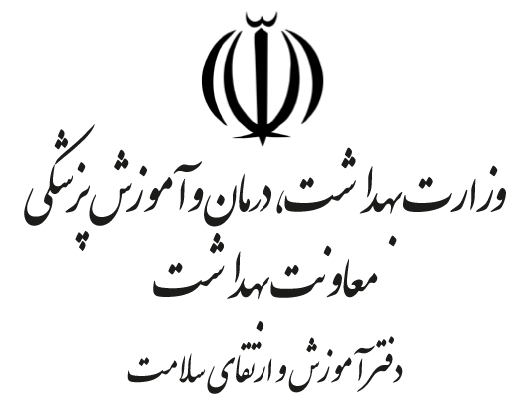 وزارت بهداشت، درمان و آموزش پزشکی
معاونت بهداشت
دفتر آموزش و ارتقای سلامت